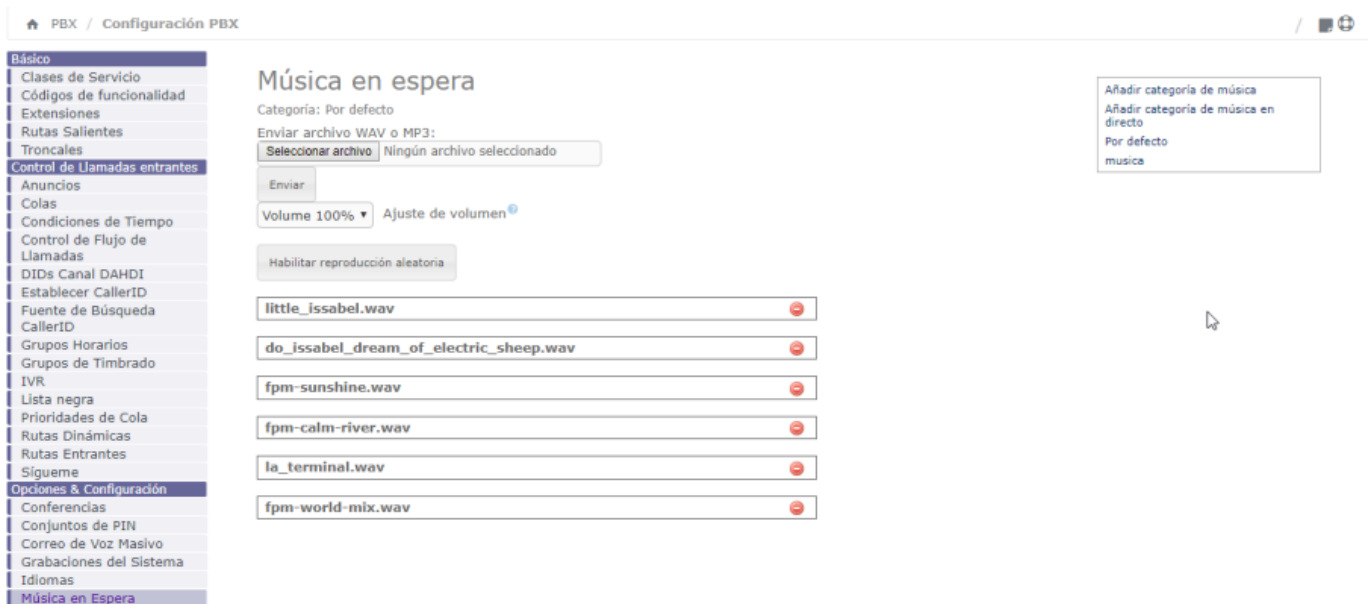 PBX / Configuración PBX
/
Básico
Clases de Servicio
Códigos de funcionalidad
Extensiones
Rutas Salientes
Troncales
Control de Llamadas entrantes
Anuncios
Colas
Condiciones de Tiempo
Control de Flujo de
Llamadas
DIDs Canal DAHDI
Establecer CallerID
Fuente de Búsqueda
CallerID
Grupos Horarios
Grupos de Timbrado
IVR
Lista negra
Prioridades de Cola
Rutas Dinámicas
Rutas Entrantes
Sígueme
Opciones & Configuración
Conferencias
Conjuntos de PIN
Correo de Voz Masivo
Grabaciones del Sistema
Idiomas
Música en Espera
Música en espera
Categoría: Por defecto
Enviar archivo WAV o MP3:
Seleccionar archivo Ningún archivo seleccionado
Enviar
Volume 100% Ajuste de volumen
Habilitar reproducción aleatoria
little_issabel.wav
do_issabel_dream_of_electric_sheep.wav
fpm-sunshine.wav
fpm-calm-river.wav
la_terminal.wav
fpm-world-mix.wav
Añadir categoría de música
Añadir categoría de música en
directo
Por defecto
musica